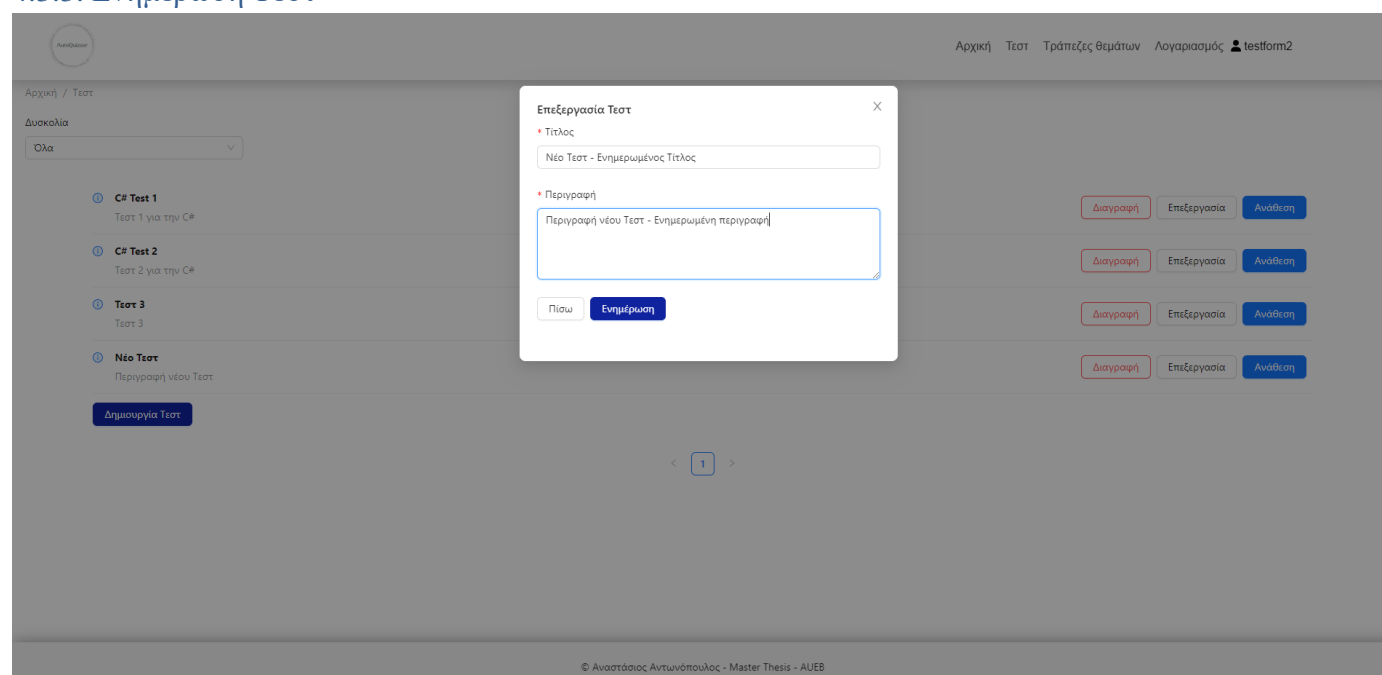 Αρχική Τεστ Τράπεζες θεμάτων Λογαριασμός testform2
Αρχική / Τεστ
Δυσκολία
Όλα
C# Test 1
Τεστ 1 για την C#
Διαγραφή Επεξεργασία Ανάθεση
C# Test 2
Τεστ 2 για την C#
Διαγραφή Επεξεργασία Ανάθεση
Τεστ 3
Τεστ 3
Διαγραφή Επεξεργασία Ανάθεση
Νέο Τεστ
Περιγραφή νέου Τεστ
Διαγραφή Επεξεργασία Ανάθεση
Δημιουργία Τεστ
< 1 >
Επεξεργασία Τεστ
* Τίτλος
Νέο Τεστ - Ενημερωμένος Τίτλος
* Περιγραφή
Περιγραφή νέου Τεστ - Ενημερωμένη περιγραφή
Πίσω Ενημέρωση
© Αναστάσιος Αντωνόπουλος - Master Thesis - AUEB